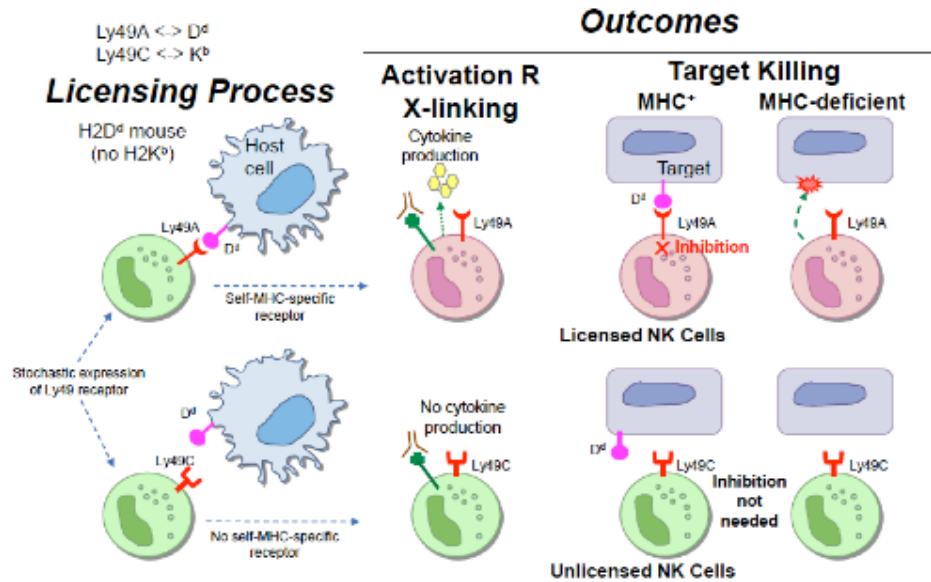 Ly49A <-> Dᵈ
Ly49C <-> Kᵇ
Outcomes
Licensing Process
Activation R
X-linking
Target Killing
MHC⁺
MHC-deficient
H2Dᵈ mouse
(no H2Kᵇ)
Host
cell
Cytokine
production
Target
Dᵈ
Ly49A
Dᵈ
Ly49A
Ly49A
Inhibition
Ly49A
Self-MHC-specific
receptor
Licensed NK Cells
Stochastic expression
of Ly49 receptor
Dᵈ
Ly49C
No cytokine
production
Ly49C
Dᵈ
Ly49C
Inhibition
not
needed
Ly49C
No self-MHC-specific
receptor
Unlicensed NK Cells